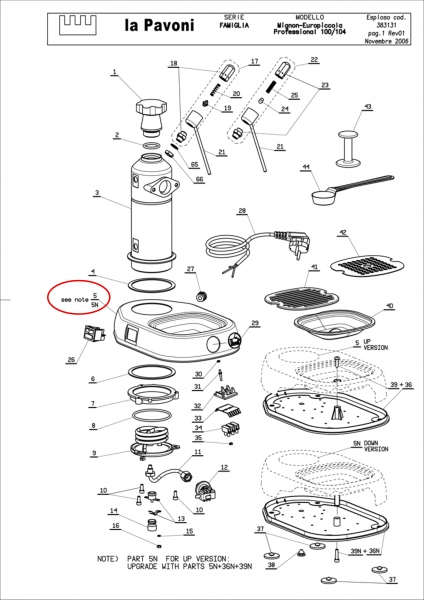 la Pavoni
SERIE
FAMIGLIA
MODELLO
Mignon-Europiccola
Professional 100/104
Esploso cod.
383131
pag.1 Rev01
Novembre 2006
1
2
3
4
see note 5
5N
26
6
7
8
9
10
14
16
18
17
20
19
65
66
21
22
23
25
24
21
43
44
28
27
42
41
40
29
30
31
32
33
34
35
11
12
13
10
15
5 UP
VERSION
39+36
5N DOWN
VERSION
37
38
39N+36N
37
NOTE) PART 5N FOR UP VERSION:
UPGRADE WITH PARTS 5N+36N+39N